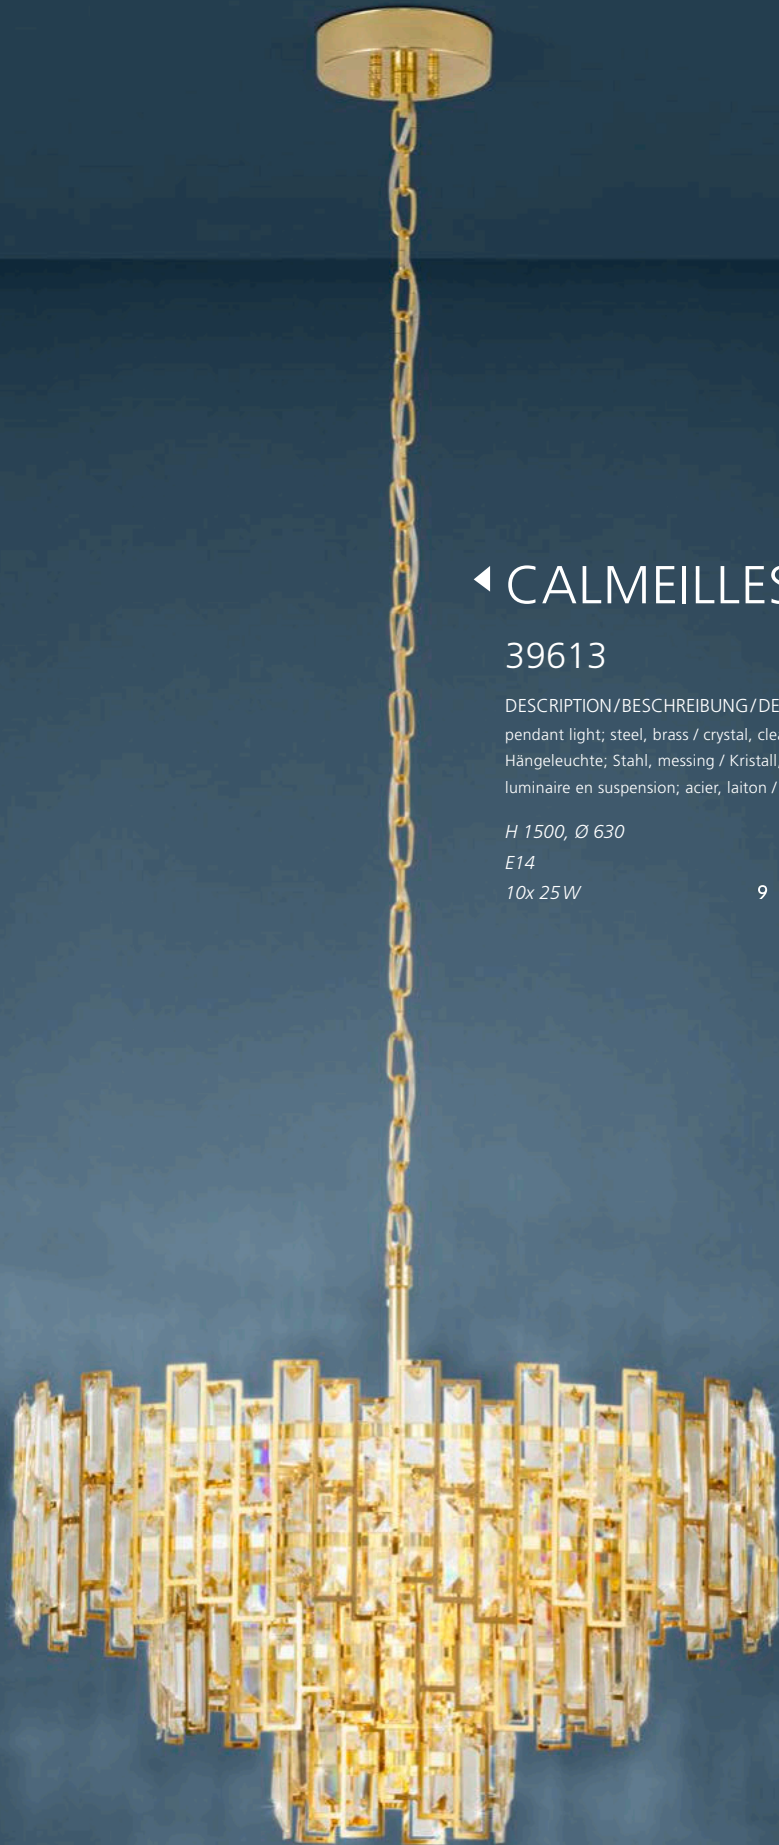 CALMEILLES
39613
DESCRIPTION/BESCHREIBUNG/DE
pendant light; steel, brass / crystal, clea
Hängeleuchte; Stahl, messing / Kristall,
luminaire en suspension; acier, laiton /
H 1500, Ø 630
E14
10x 25W 9